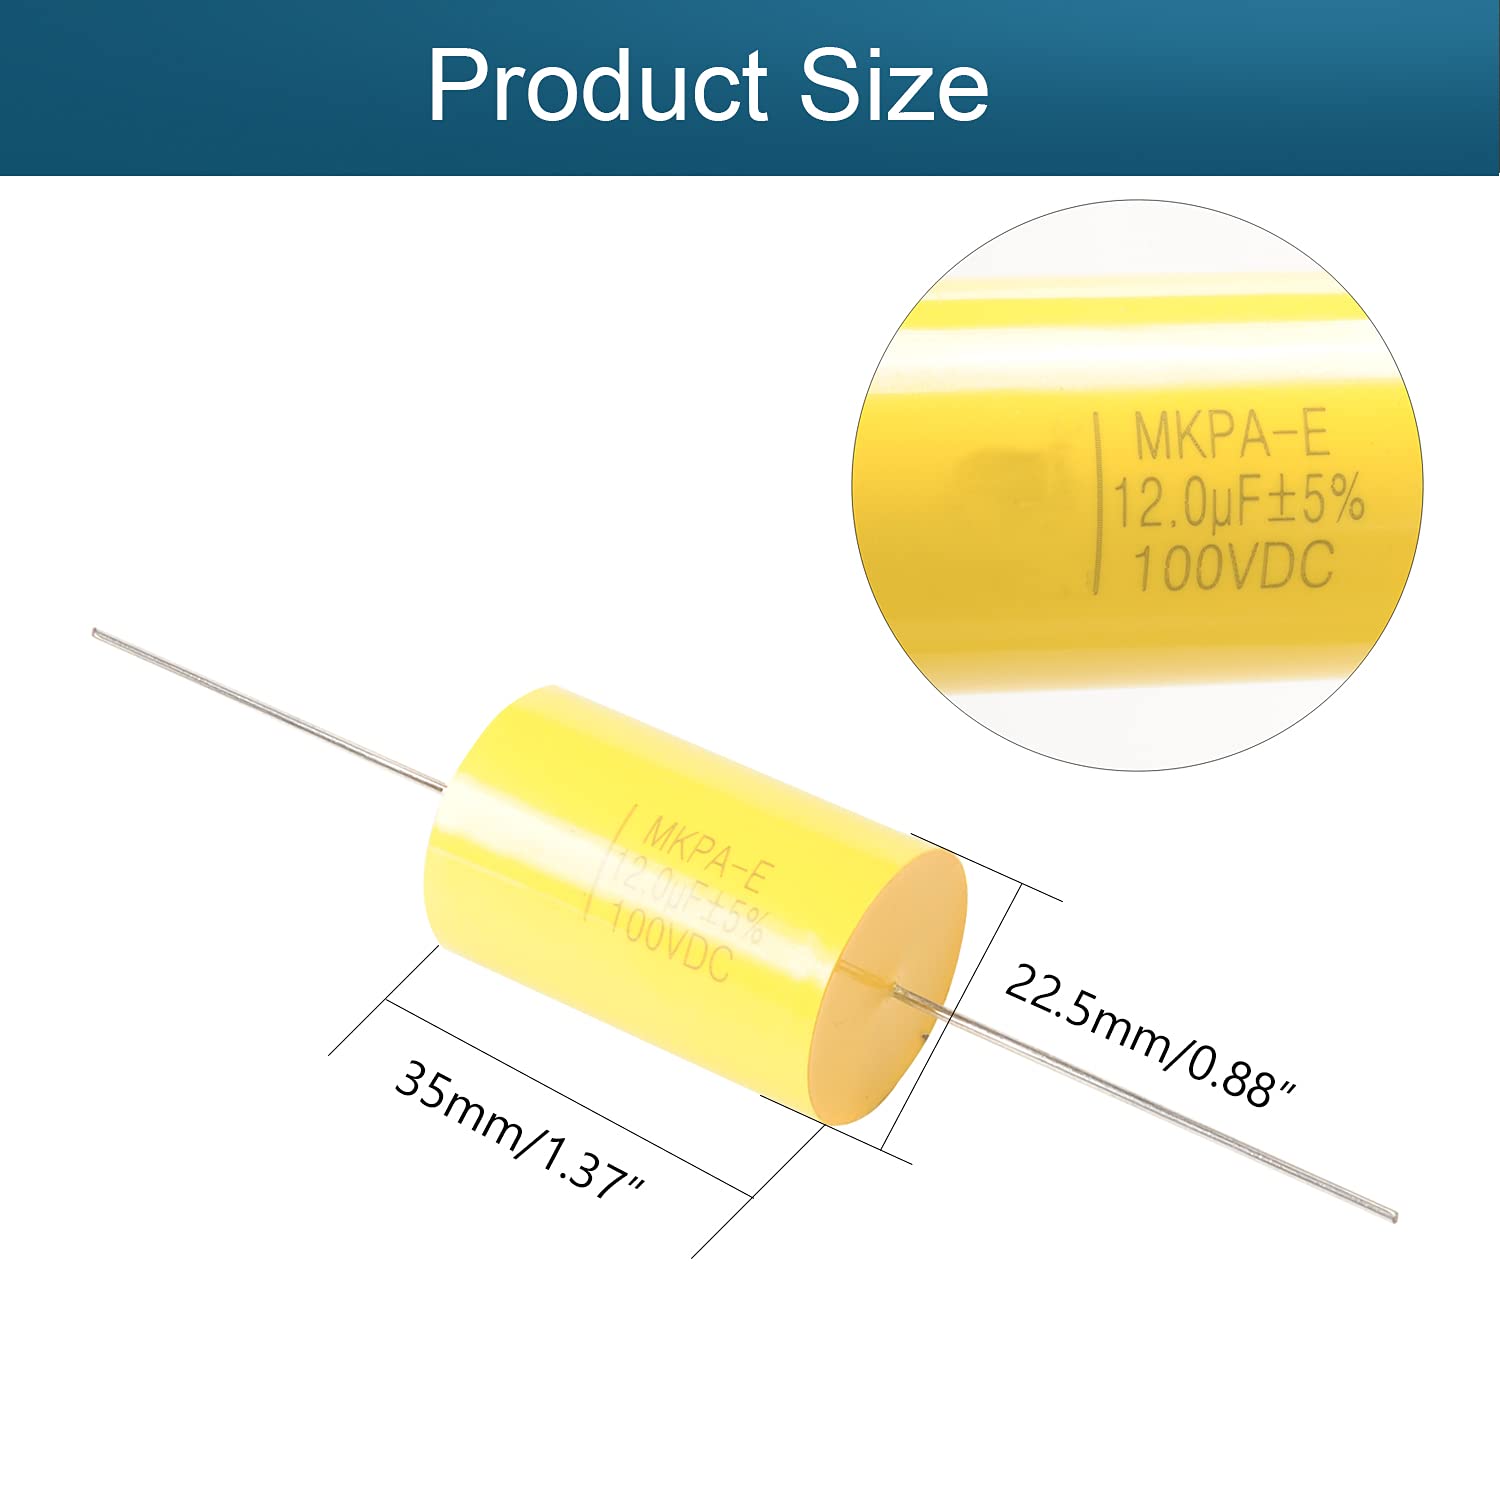 Product Size
MKPA-E
12.0µF±5%
100VDC
MKPA-E
12.0µF±5%
100VDC
22.5mm/0.88"
35mm/1.37"